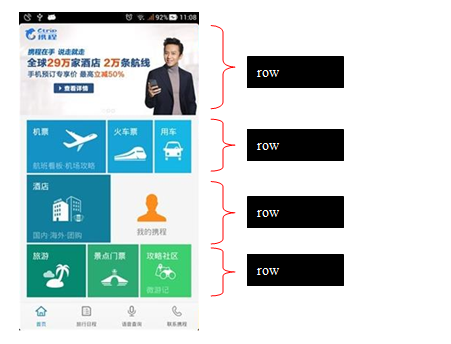 92% 11:08
Ctrip
携程
携程在手 说走就走
全球29万家酒店 2万条航线
手机预订专享价 最高立减50%
查看详情
row
机票
火车票
用车
航班看板·机场攻略
row
酒店
国内·海外·团购
我的携程
row
旅游
景点门票
攻略社区
微游记
row
首页
旅行日程
语音查询
联系携程